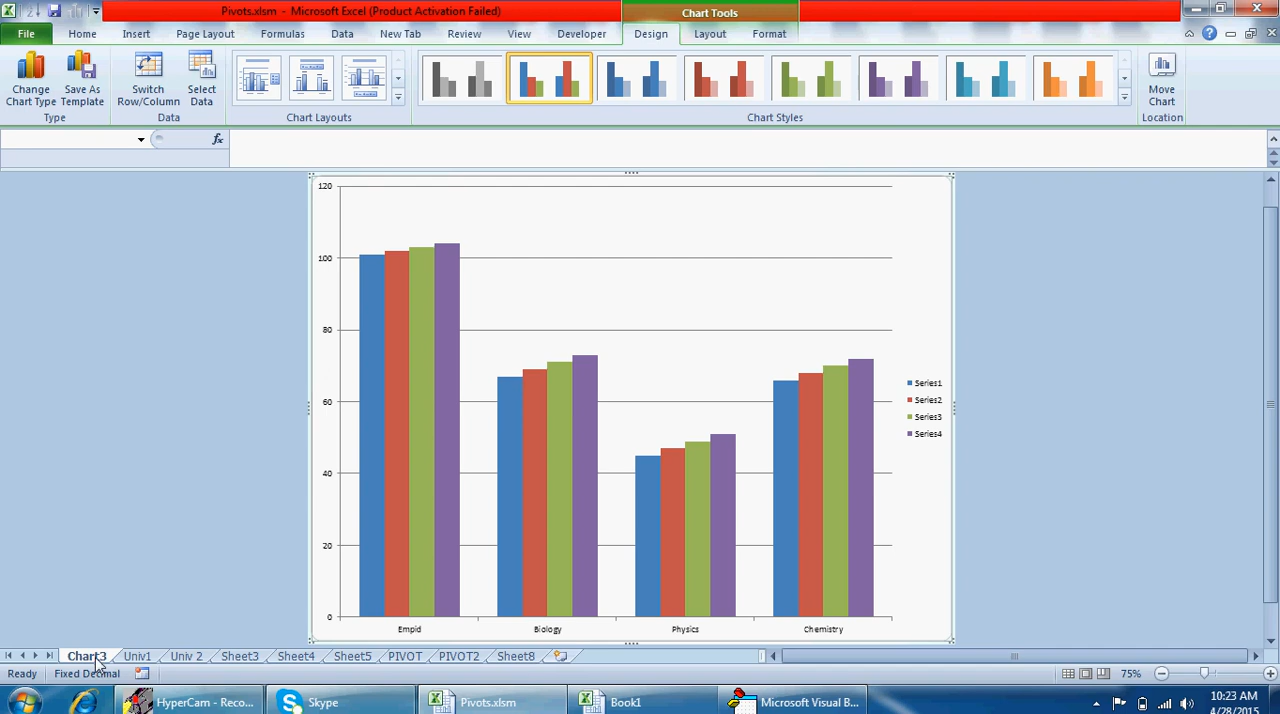 Pivots.xlsm - Microsoft Excel (Product Activation Failed)
Chart Tools
File Home Insert Page Layout Formulas Data New Tab Review View Developer Design Layout Format
Change Chart Type
Save As Template
Switch Row/Column
Select Data
Move Chart
Type Data Chart Layouts Chart Styles Location
fx
120
100
80
60
40
20
0
Series1
Series2
Series3
Series4
Empid Biology Physics Chemistry
Chart3 Univ1 Univ 2 Sheet3 Sheet4 Sheet5 PIVOT PIVOT2 Sheet8
Ready Fixed Decimal 75%
HyperCam - Reco... Skype Pivots.xlsm Book1 Microsoft Visual B...
10:23 AM
4/28/2015